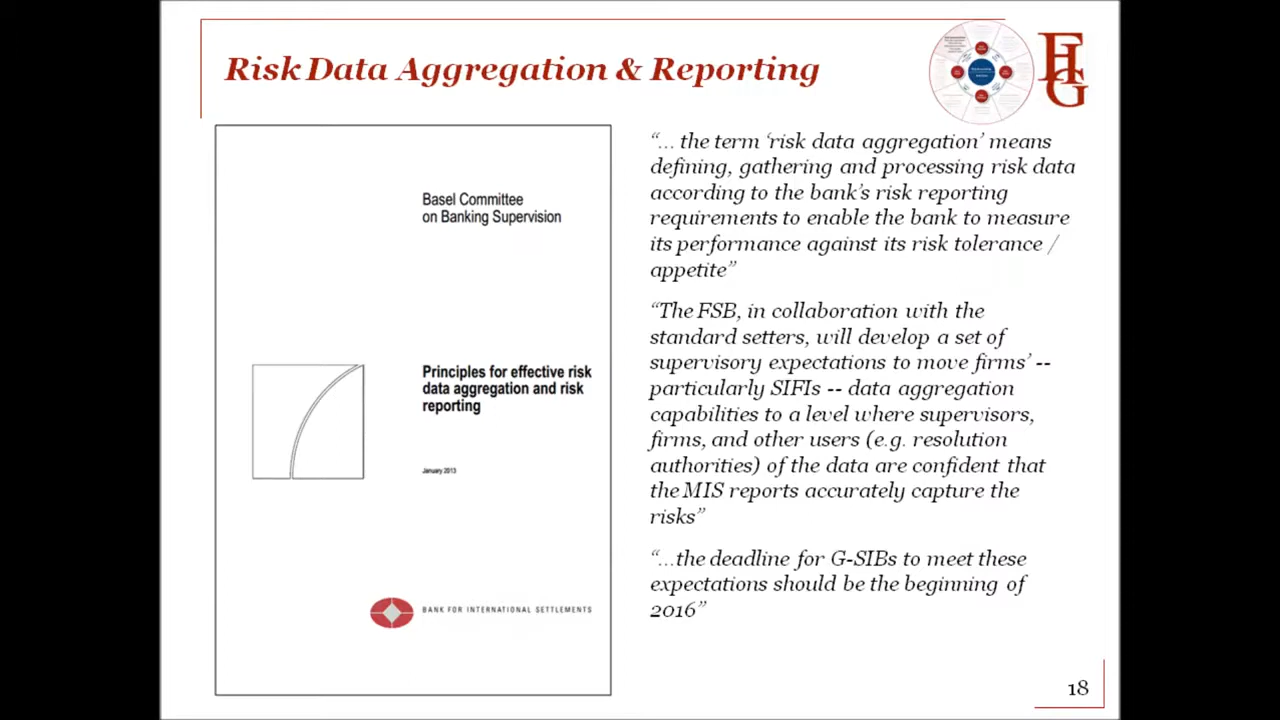 Risk Data Aggregation & Reporting
FHG
Basel Committee
on Banking Supervision
Principles for effective risk
data aggregation and risk
reporting
January 2013
BANK FOR INTERNATIONAL SETTLEMENTS
“... the term ‘risk data aggregation’ means
defining, gathering and processing risk data
according to the bank’s risk reporting
requirements to enable the bank to measure
its performance against its risk tolerance /
appetite”
“The FSB, in collaboration with the
standard setters, will develop a set of
supervisory expectations to move firms’ --
particularly SIFIs -- data aggregation
capabilities to a level where supervisors,
firms, and other users (e.g. resolution
authorities) of the data are confident that
the MIS reports accurately capture the
risks”
“...the deadline for G-SIBs to meet these
expectations should be the beginning of
2016”
18